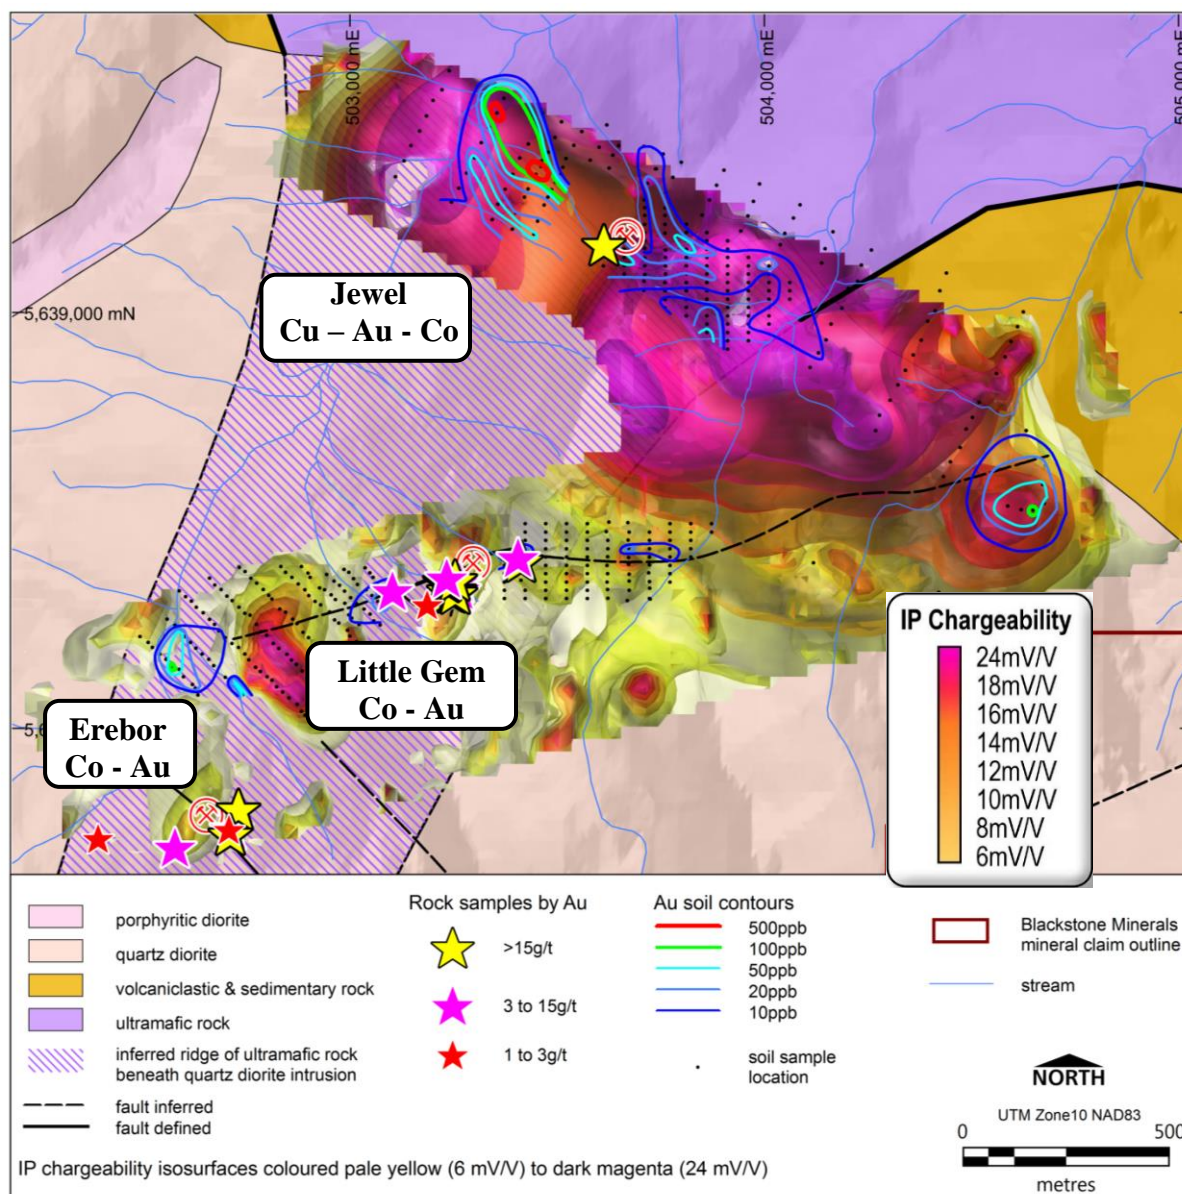 503,000 mE
504,000 mE
505
5,639,000 mN
Jewel
Cu – Au - Co
Little Gem
Co - Au
Erebor
Co - Au
IP Chargeability
24mV/V
18mV/V
16mV/V
14mV/V
12mV/V
10mV/V
8mV/V
6mV/V
porphyritic diorite
quartz diorite
volcaniclastic & sedimentary rock
ultramafic rock
inferred ridge of ultramafic rock
beneath quartz diorite intrusion
fault inferred
fault defined
Rock samples by Au
>15g/t
3 to 15g/t
1 to 3g/t
Au soil contours
500ppb
100ppb
50ppb
20ppb
10ppb
soil sample
location
Blackstone Minerals
mineral claim outline
stream
NORTH
UTM Zone10 NAD83
0 500
metres
IP chargeability isosurfaces coloured pale yellow (6 mV/V) to dark magenta (24 mV/V)